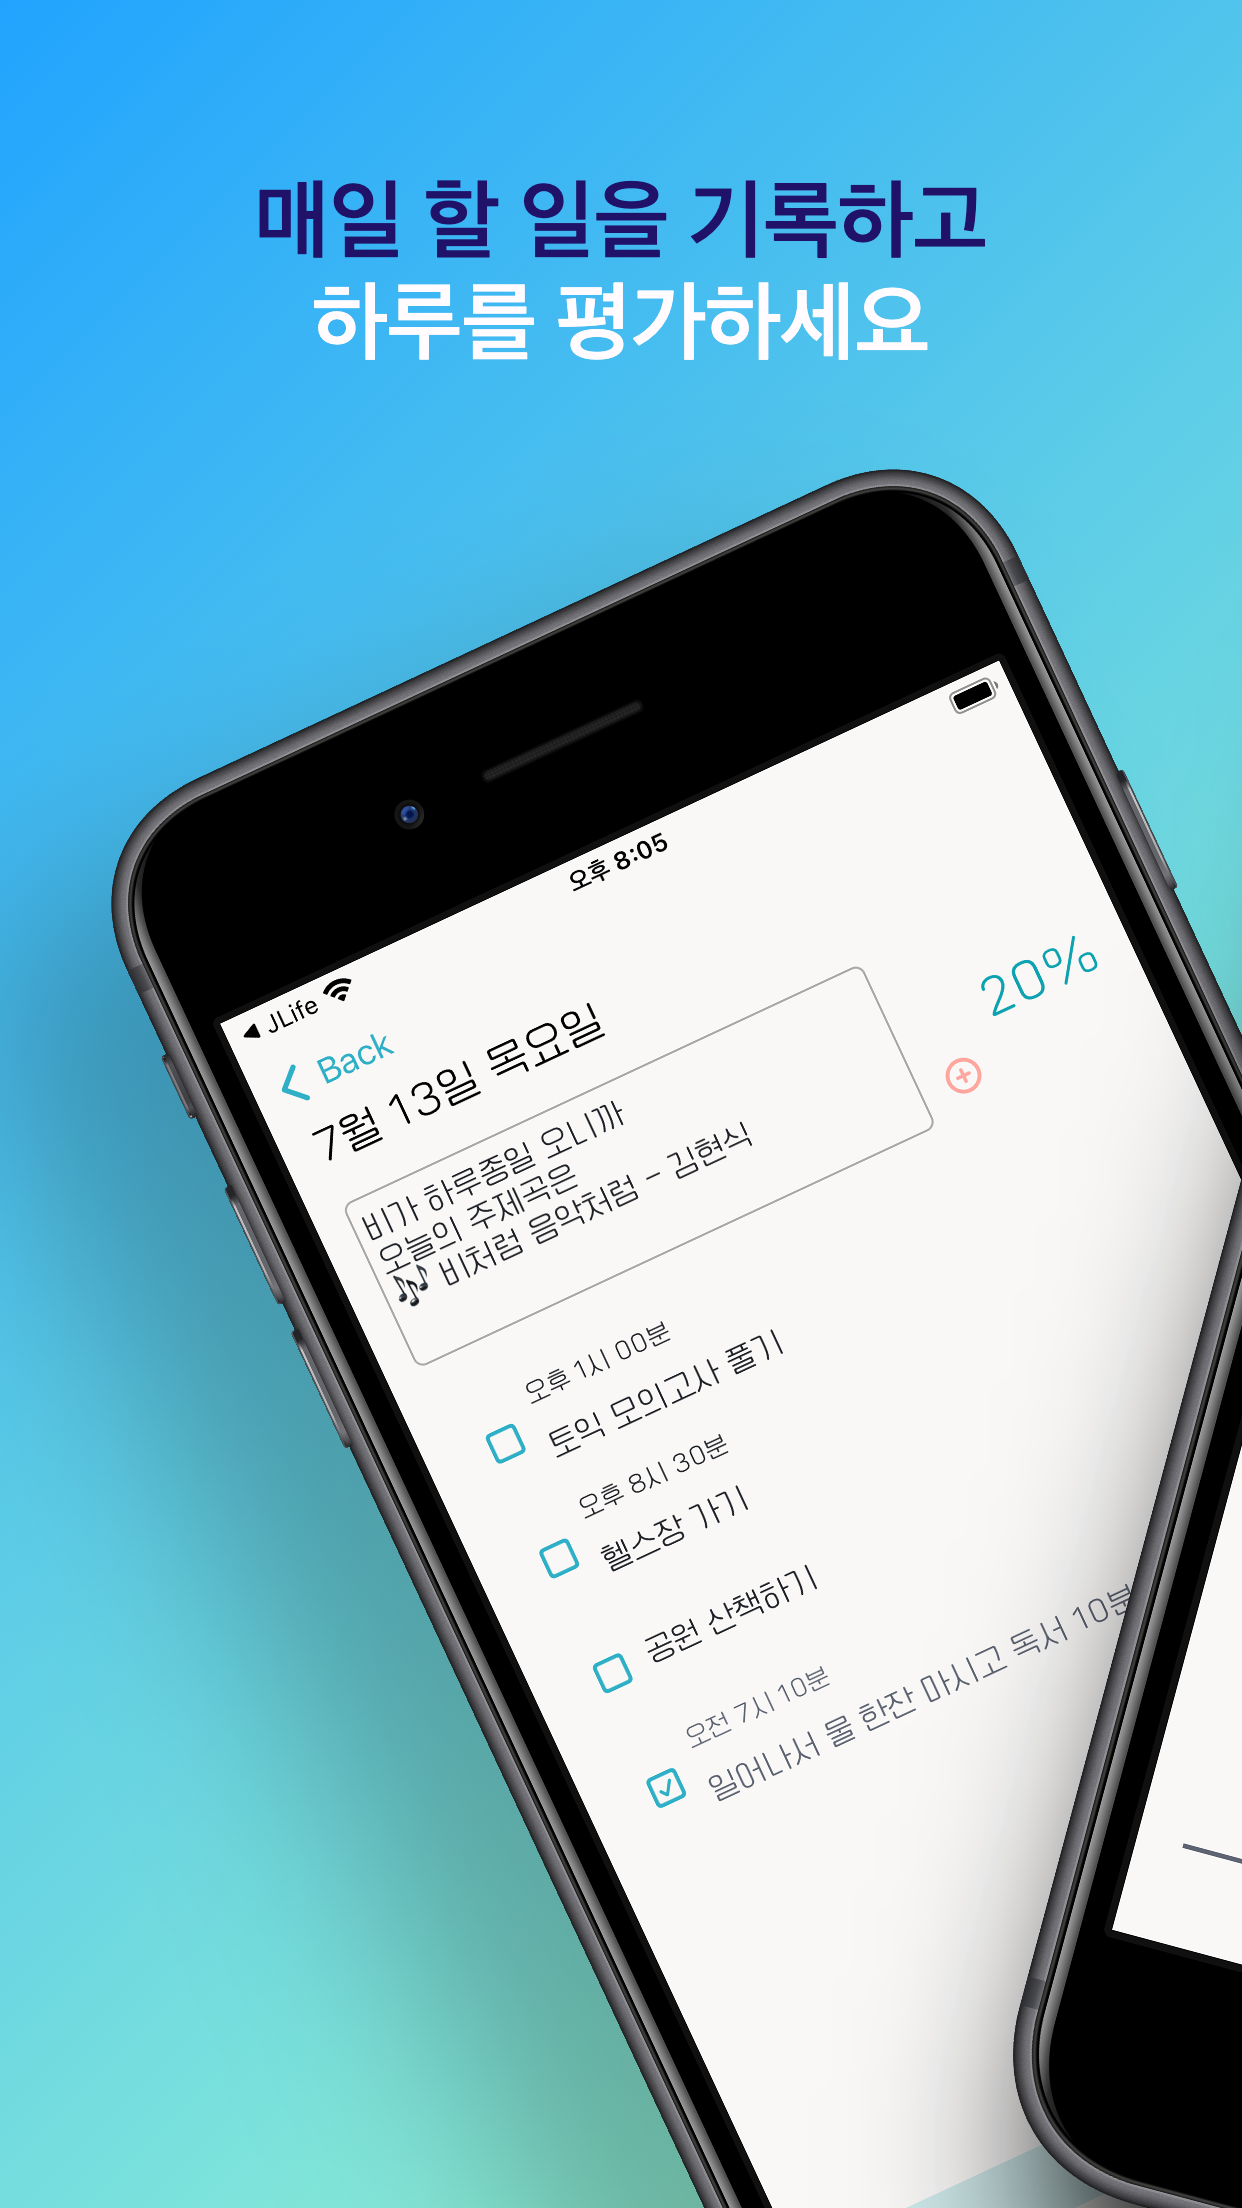 매일 할 일을 기록하고
하루를 평가하세요
JLife
오후 8:05
Back
7월 13일 목요일
20%
비가 하루종일 오니까
오늘의 주제곡은
🎶 비처럼 음악처럼 - 김현식
오후 1시 00분
토익 모의고사 풀기
오후 8시 30분
헬스장 가기
공원 산책하기
오전 7시 10분
일어나서 물 한잔 마시고 독서 10분